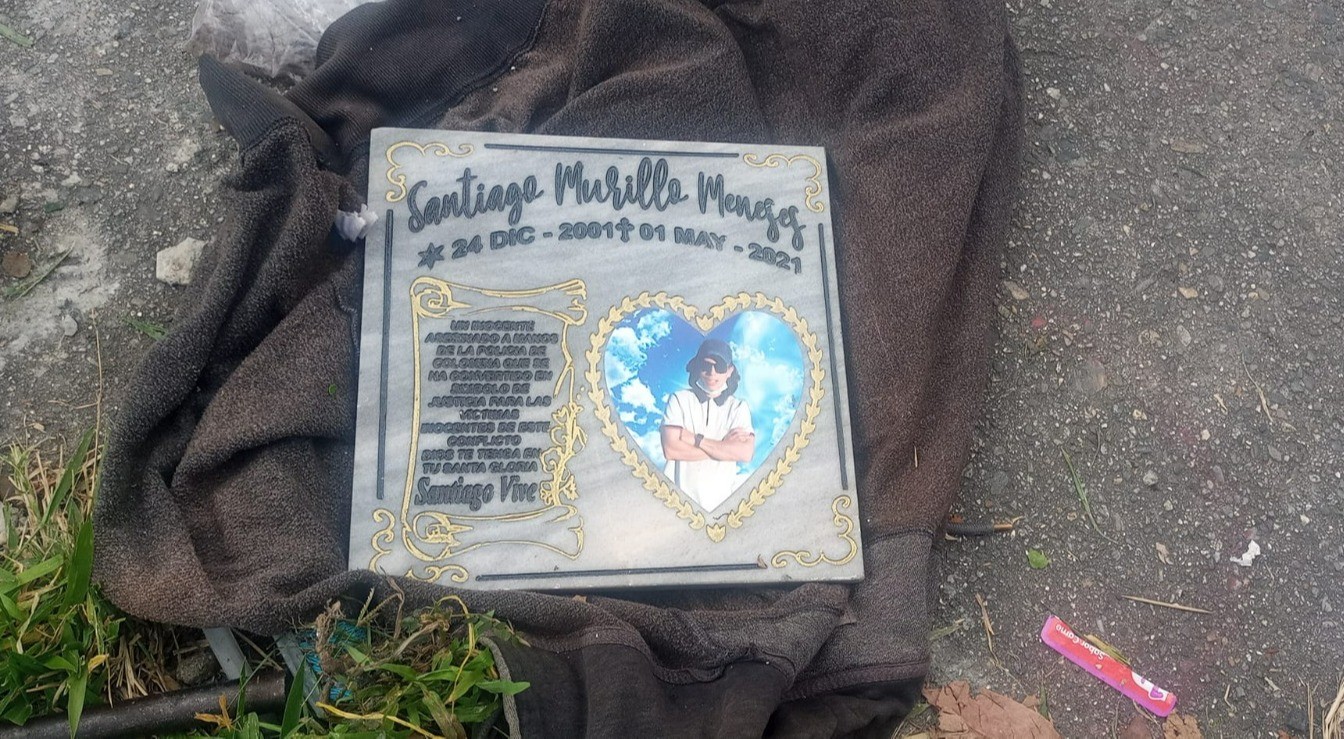 Santiago Murillo Meneses
24 DIC - 2001 † 01 MAY - 2021
UN INOCENTE
ASESINADO A MANOS
DE LA POLICIA DE
COLOMBIA QUE SE
HA CONVERTIDO EN
SIMBOLO DE
JUSTICIA PARA LAS
VICTIMAS
INOCENTES DE ESTE
CONFLICTO
DIOS TE TENGA EN
TU SANTA GLORIA
Santiago Vive
Sabor: